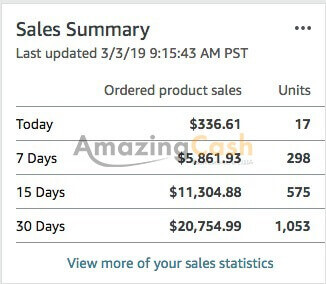 Sales Summary
Last updated 3/3/19 9:15:43 AM PST
Ordered product sales Units
Today $336.61 17
AmazingCash
7 Days $5,861.93 298
15 Days $11,304.88 575
30 Days $20,754.99 1,053
View more of your sales statistics